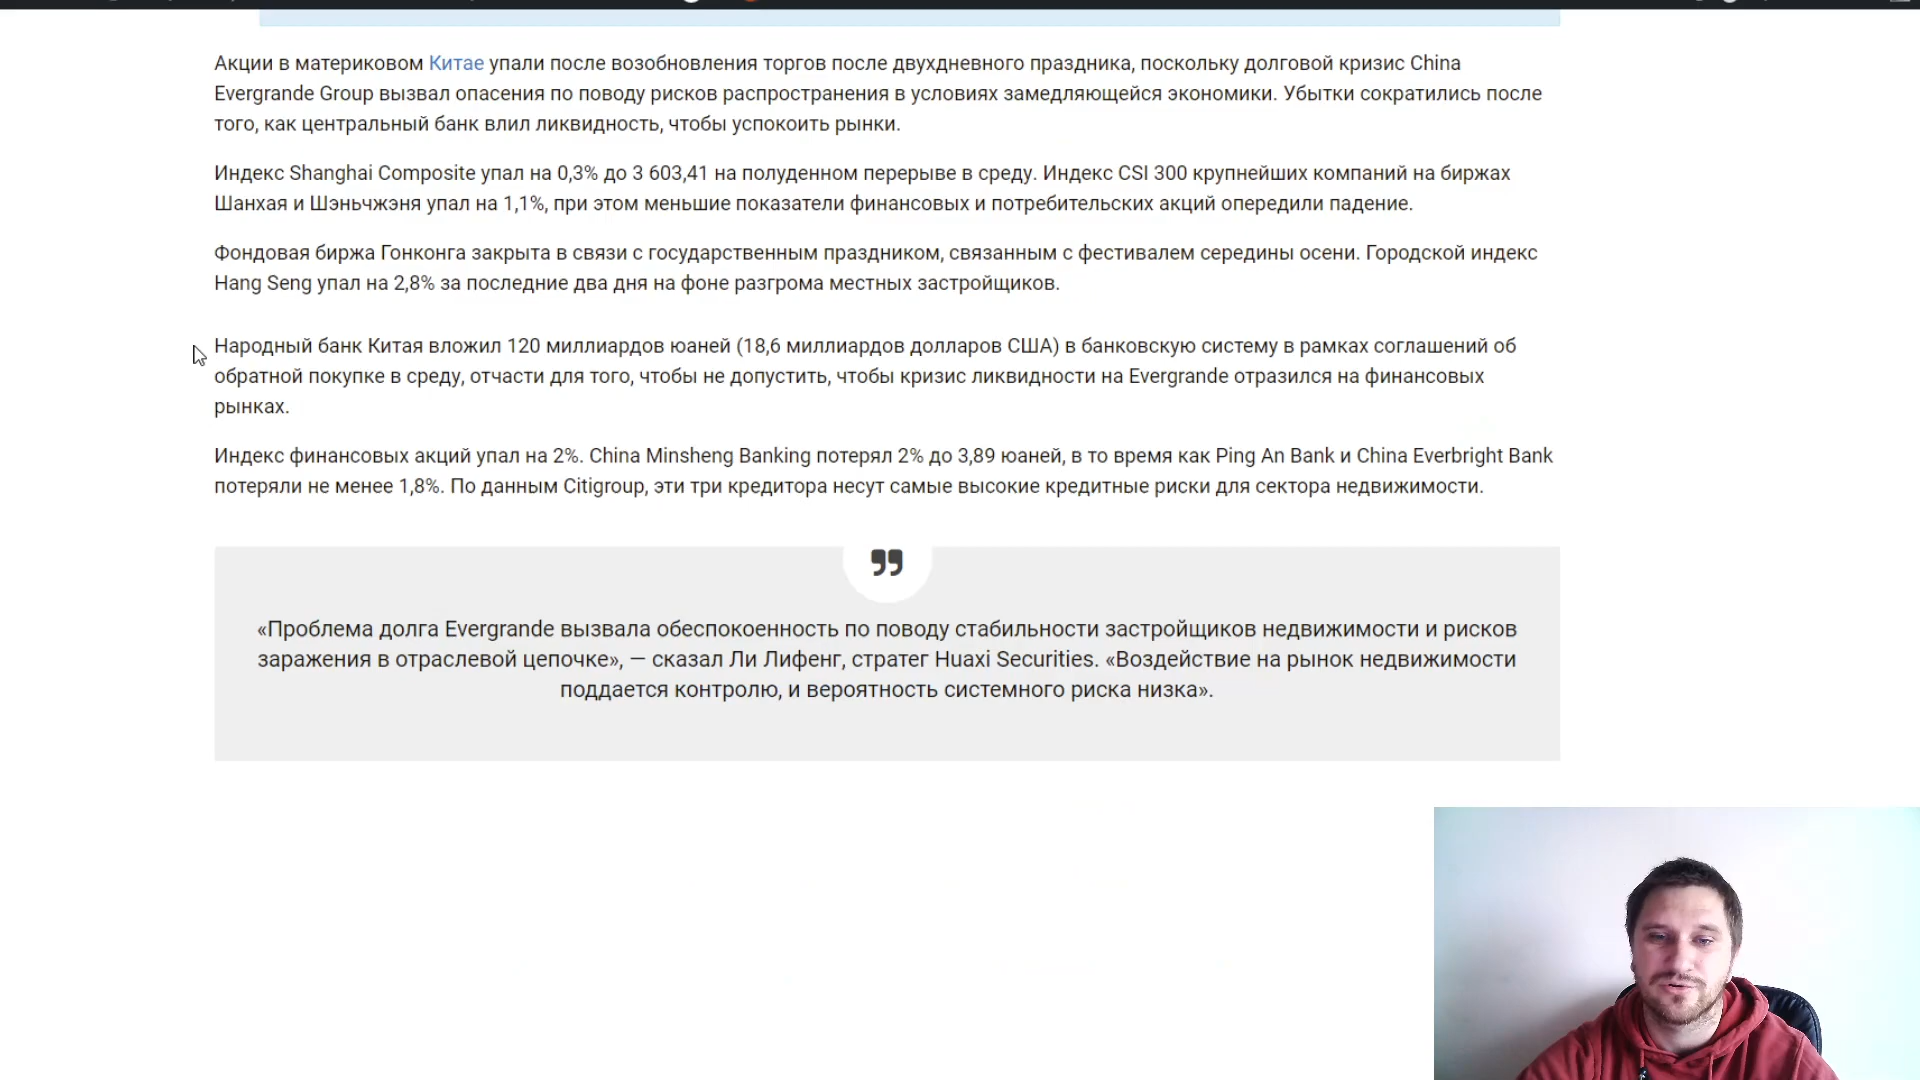 Акции в материковом Китае упали после возобновления торгов после двухдневного праздника, поскольку долговой кризис China
Evergrande Group вызвал опасения по поводу рисков распространения в условиях замедляющейся экономики. Убытки сократились после
того, как центральный банк влил ликвидность, чтобы успокоить рынки.
Индекс Shanghai Composite упал на 0,3% до 3 603,41 на полуденном перерыве в среду. Индекс CSI 300 крупнейших компаний на биржах
Шанхая и Шэньчжэня упал на 1,1%, при этом меньшие показатели финансовых и потребительских акций опередили падение.
Фондовая биржа Гонконга закрыта в связи с государственным праздником, связанным с фестивалем середины осени. Городской индекс
Hang Seng упал на 2,8% за последние два дня на фоне разгрома местных застройщиков.
Народный банк Китая вложил 120 миллиардов юаней (18,6 миллиардов долларов США) в банковскую систему в рамках соглашений об
обратной покупке в среду, отчасти для того, чтобы не допустить, чтобы кризис ликвидности на Evergrande отразился на финансовых
рынках.
Индекс финансовых акций упал на 2%. China Minsheng Banking потерял 2% до 3,89 юаней, в то время как Ping An Bank и China Everbright Bank
потеряли не менее 1,8%. По данным Citigroup, эти три кредитора несут самые высокие кредитные риски для сектора недвижимости.
«Проблема долга Evergrande вызвала обеспокоенность по поводу стабильности застройщиков недвижимости и рисков
заражения в отраслевой цепочке», — сказал Ли Лифенг, стратег Huaxi Securities. «Воздействие на рынок недвижимости
поддается контролю, и вероятность системного риска низка».